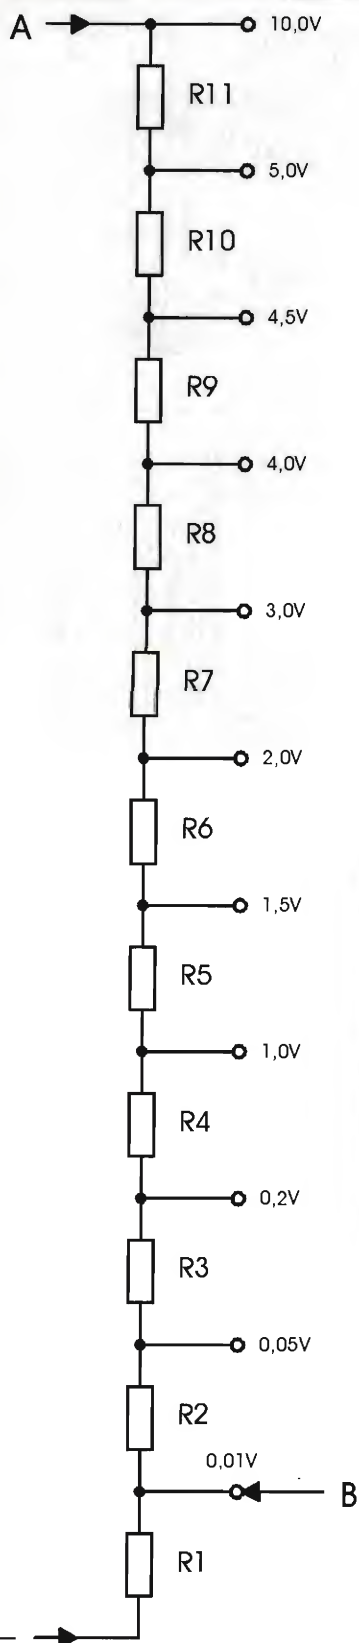 A 10,0V
R11
5,0V
R10
4,5V
R9
4,0V
R8
3,0V
R7
2,0V
R6
1,5V
R5
1,0V
R4
0,2V
R3
0,05V
R2
0,01V
B
R1